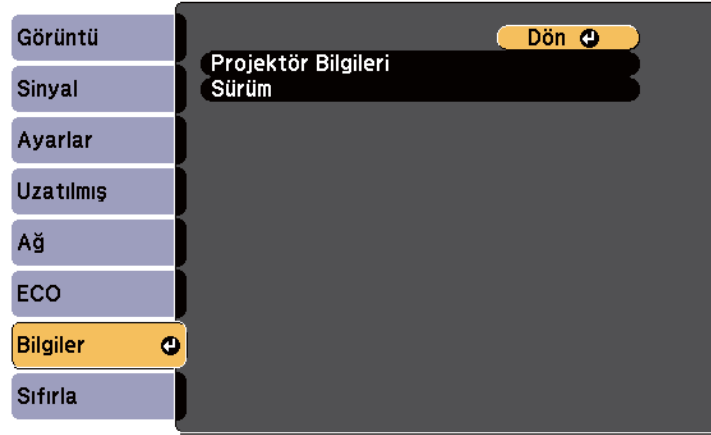 Görüntü
Sinyal
Ayarlar
Uzatılmış
Ağ
ECO
Bilgiler
Sıfırla
Dön
Projektör Bilgileri
Sürüm